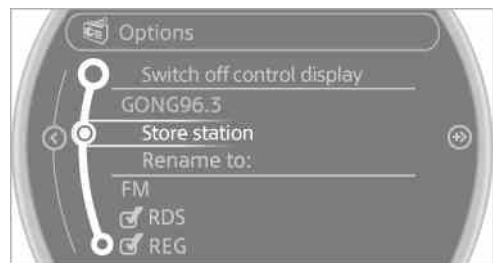 Options
Switch off control display
GONG96.3
Store station
Rename to:
FM
RDS
REG